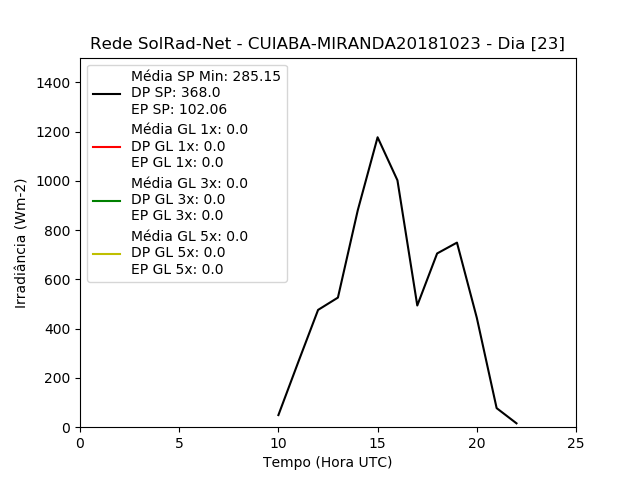 Rede SolRad-Net - CUIABA-MIRANDA20181023 - Dia [23]
Média SP Min: 285.15
DP SP: 368.0
EP SP: 102.06
Média GL 1x: 0.0
DP GL 1x: 0.0
EP GL 1x: 0.0
Média GL 3x: 0.0
DP GL 3x: 0.0
EP GL 3x: 0.0
Média GL 5x: 0.0
DP GL 5x: 0.0
EP GL 5x: 0.0
Irradiância (Wm-2)
1400
1200
1000
800
600
400
200
0
0 5 10 15 20 25
Tempo (Hora UTC)